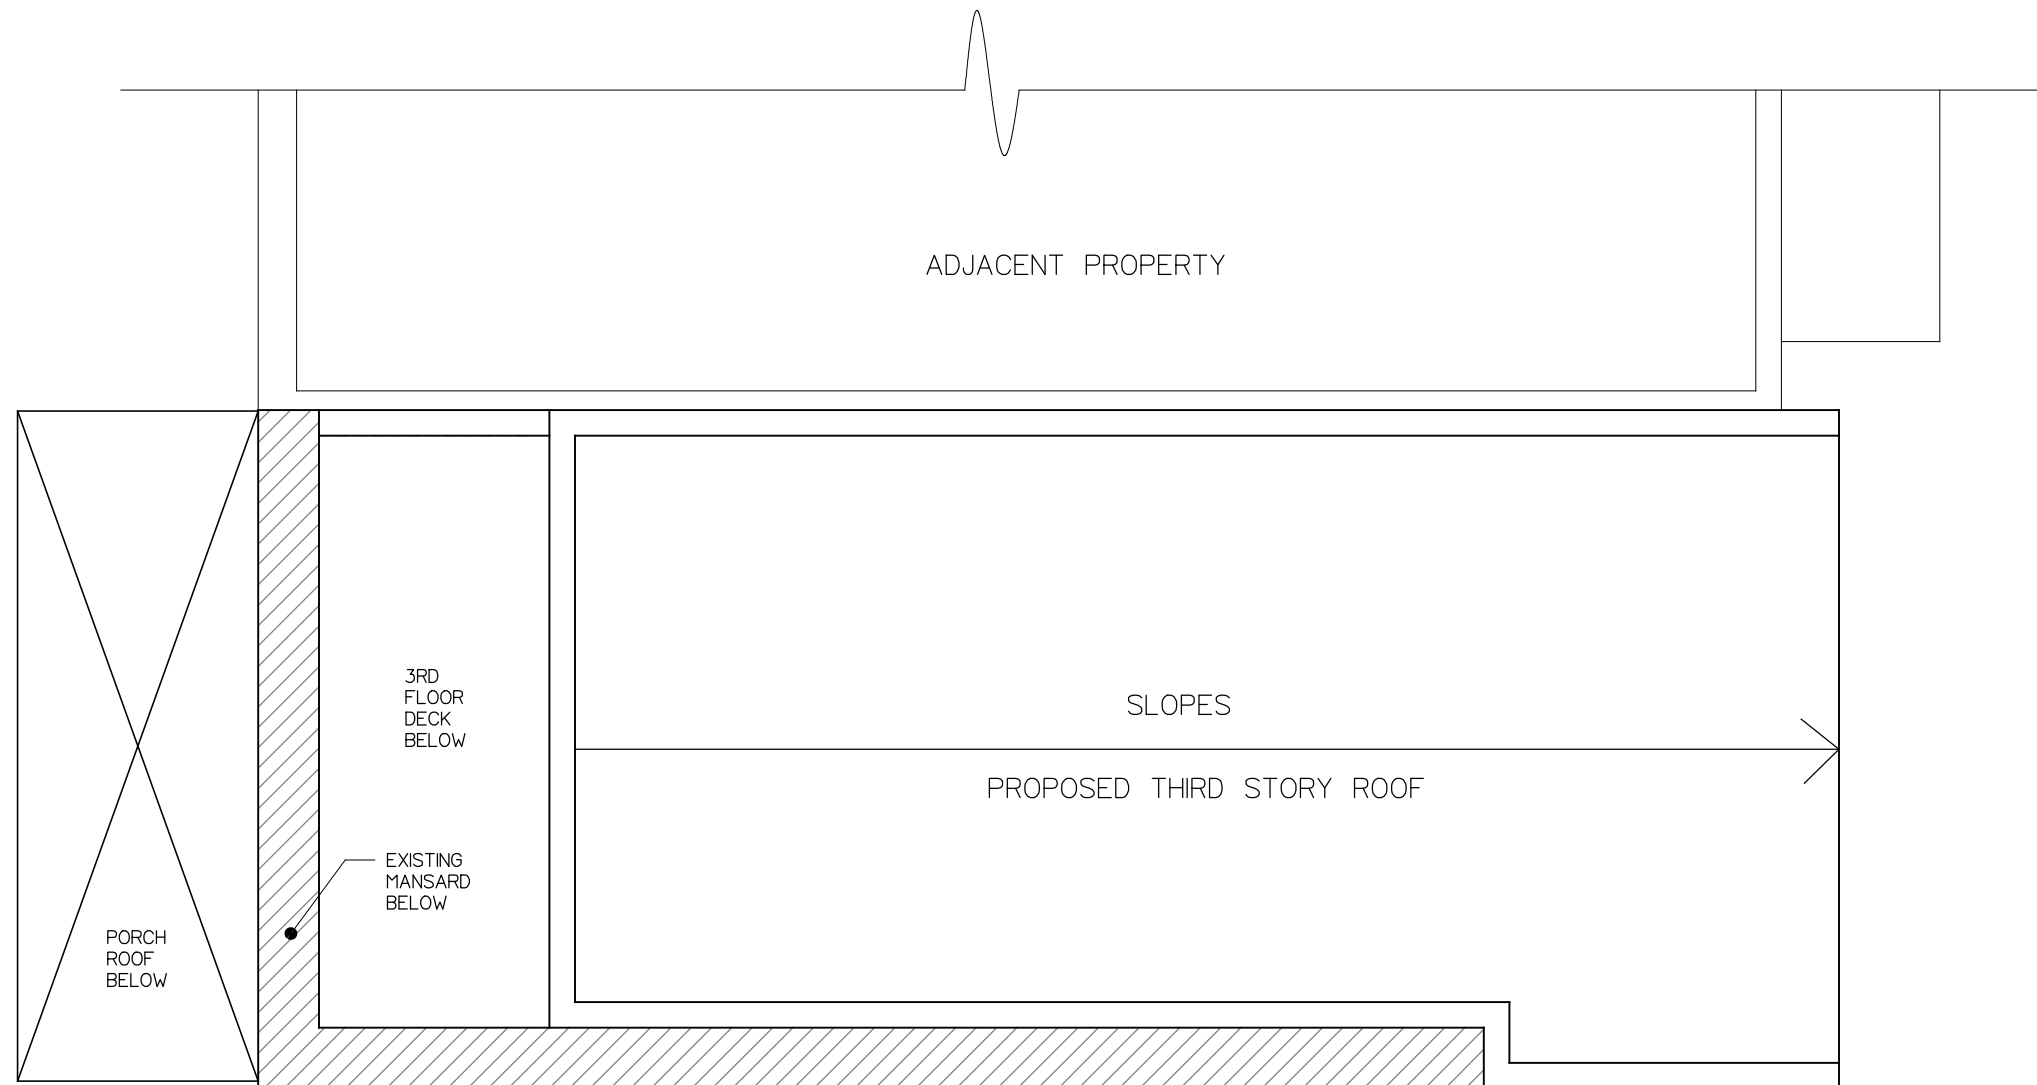 ADJACENT PROPERTY
3RD
FLOOR
DECK
BELOW
SLOPES
PROPOSED THIRD STORY ROOF
EXISTING
MANSARD
BELOW
PORCH
ROOF
BELOW